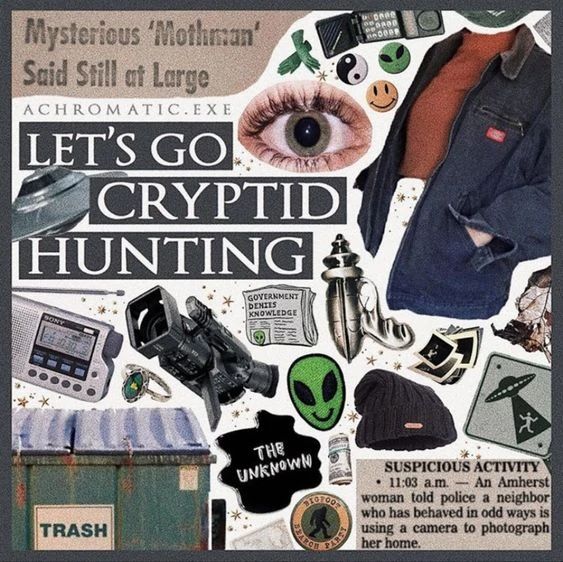 Mysterious 'Mothman'
Said Still at Large
ACHROMATIC.EXE
LET'S GO
CRYPTID
HUNTING
SONY
GOVERNMENT
DENIES
KNOWLEDGE
THE
UNKNOWN
TRASH
BIGFOOT
SEARCH PARTY
SUSPICIOUS ACTIVITY
• 11:03 a.m. — An Amherst
woman told police a neighbor
who has behaved in odd ways is
using a camera to photograph
her home.